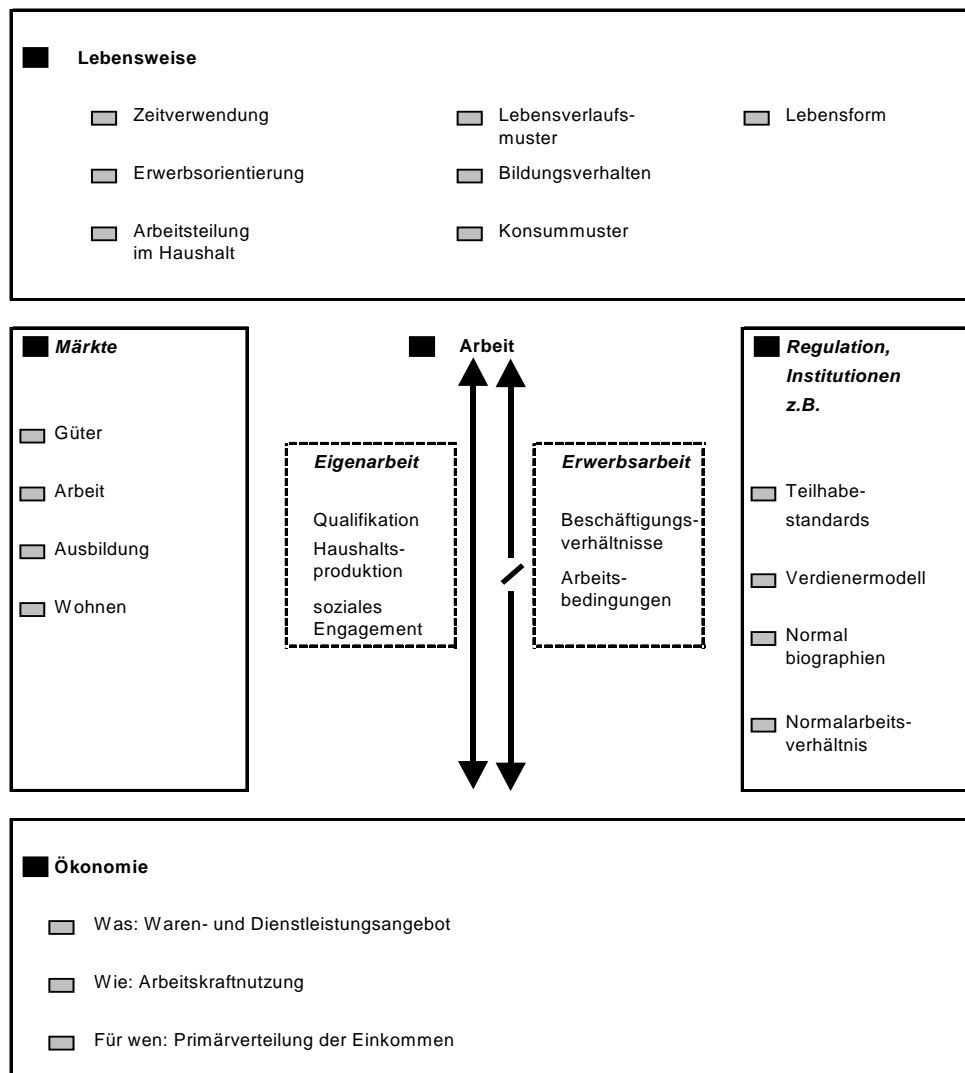 Lebensweise
Zeitverwendung
Lebensverlaufs-
muster
Lebensform
Erwerbsorientierung
Bildungsverhalten
Arbeitsteilung
im Haushalt
Konsummuster
Märkte
Güter
Arbeit
Ausbildung
Wohnen
Arbeit
Eigenarbeit
Qualifikation
Haushalts-
produktion
soziales
Engagement
Erwerbsarbeit
Beschäftigungs-
verhältnisse
Arbeits-
bedingungen
Regulation,
Institutionen
z.B.
Teilhabe-
standards
Verdienermodell
Normal
biographien
Normalarbeits-
verhältnis
Ökonomie
Was: Waren- und Dienstleistungsangebot
Wie: Arbeitskraftnutzung
Für wen: Primärverteilung der Einkommen